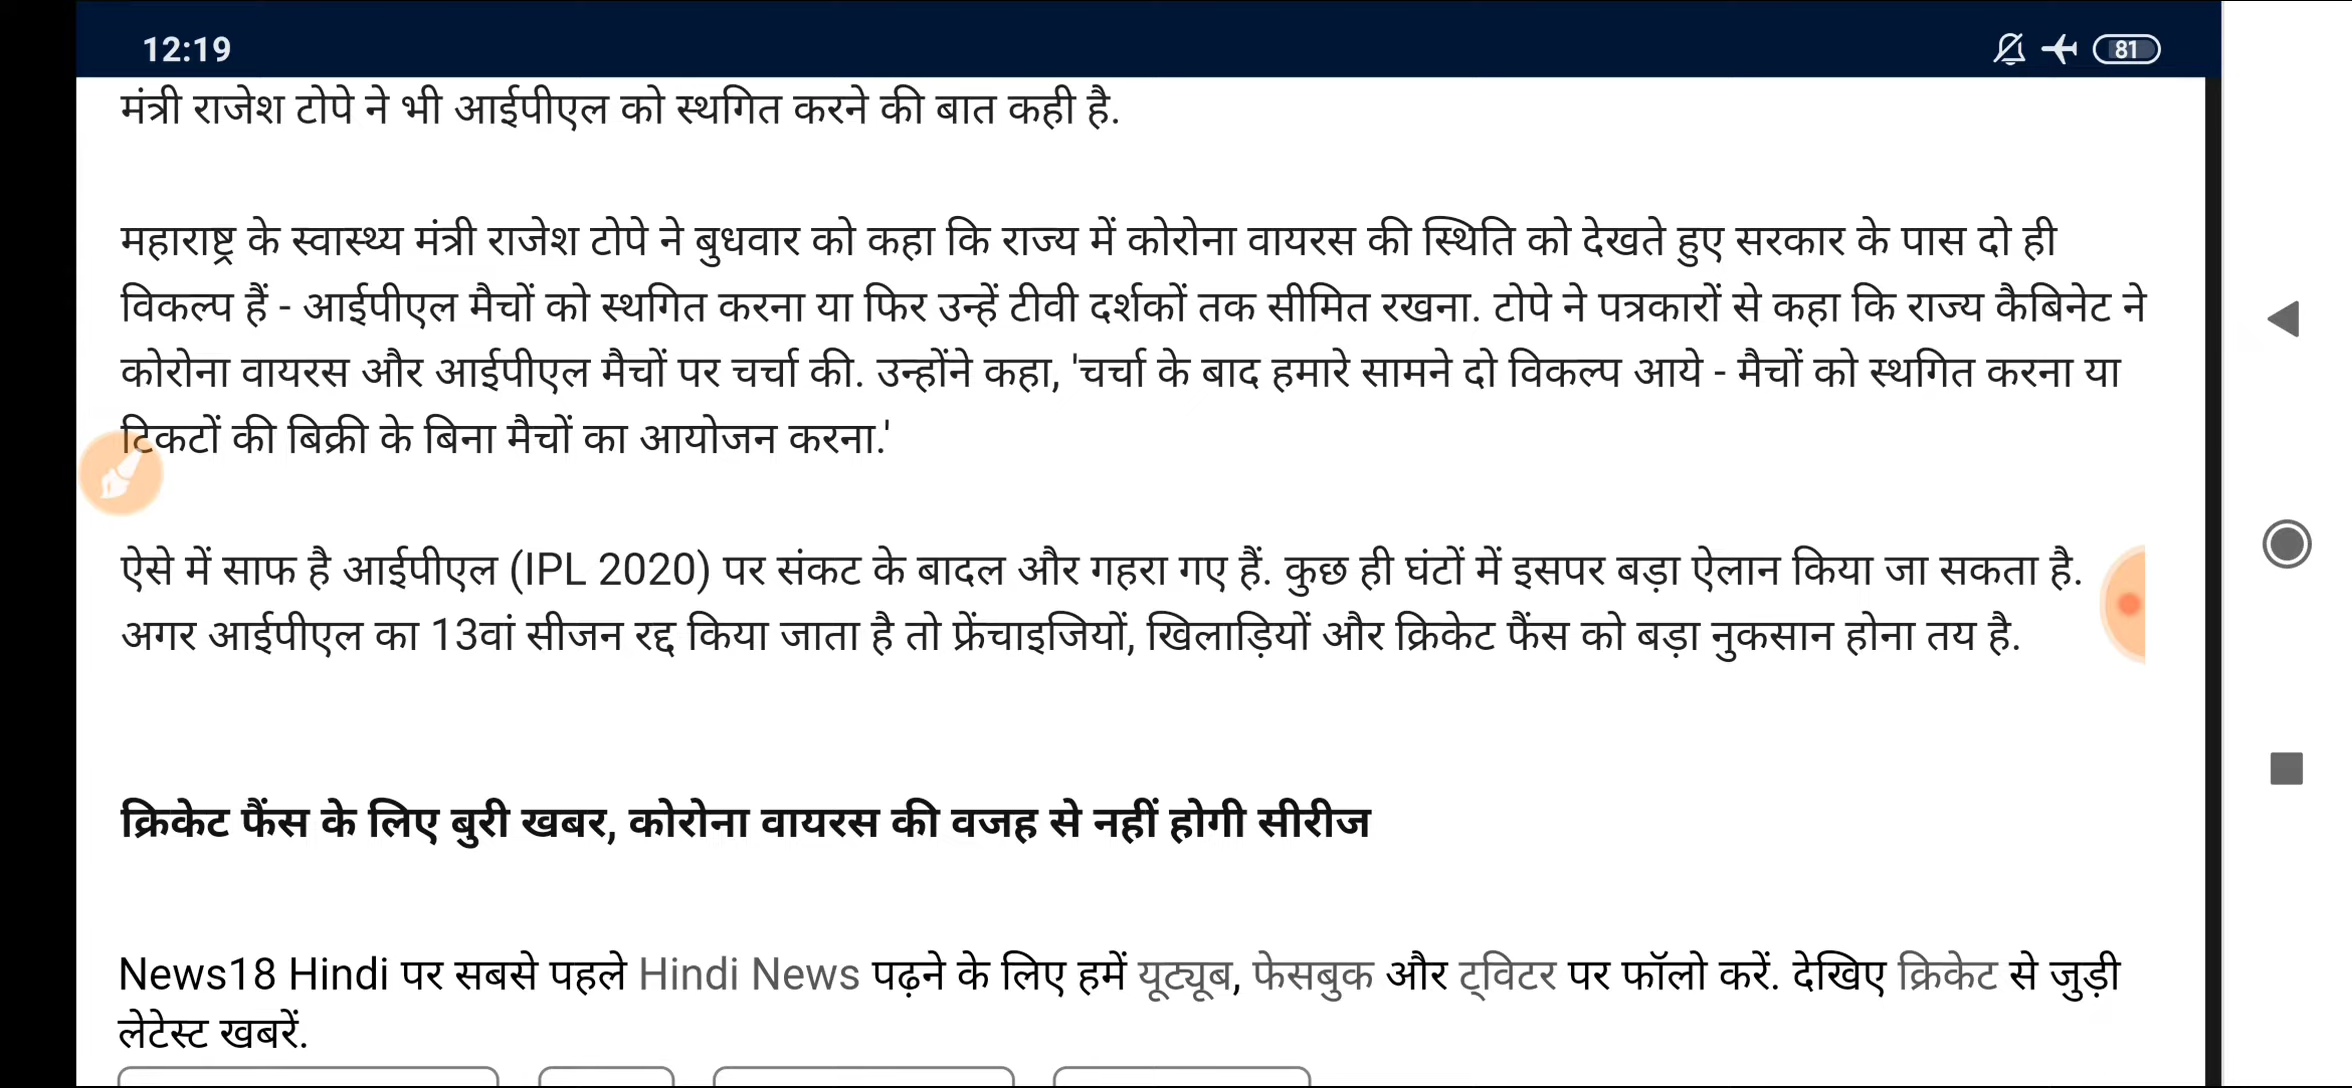 12:19
81
मंत्री राजेश टोपे ने भी आईपीएल को स्थगित करने की बात कही है.
महाराष्ट्र के स्वास्थ्य मंत्री राजेश टोपे ने बुधवार को कहा कि राज्य में कोरोना वायरस की स्थिति को देखते हुए सरकार के पास दो ही
विकल्प हैं - आईपीएल मैचों को स्थगित करना या फिर उन्हें टीवी दर्शकों तक सीमित रखना. टोपे ने पत्रकारों से कहा कि राज्य कैबिनेट ने
कोरोना वायरस और आईपीएल मैचों पर चर्चा की. उन्होंने कहा, 'चर्चा के बाद हमारे सामने दो विकल्प आये - मैचों को स्थगित करना या
टिकटों की बिक्री के बिना मैचों का आयोजन करना.'
ऐसे में साफ है आईपीएल (IPL 2020) पर संकट के बादल और गहरा गए हैं. कुछ ही घंटों में इसपर बड़ा ऐलान किया जा सकता है.
अगर आईपीएल का 13वां सीजन रद्द किया जाता है तो फ्रेंचाइजियों, खिलाड़ियों और क्रिकेट फैंस को बड़ा नुकसान होना तय है.
क्रिकेट फैंस के लिए बुरी खबर, कोरोना वायरस की वजह से नहीं होगी सीरीज
News18 Hindi पर सबसे पहले Hindi News पढ़ने के लिए हमें यूट्यूब, फेसबुक और ट्विटर पर फॉलो करें. देखिए क्रिकेट से जुड़ी
लेटेस्ट खबरें.